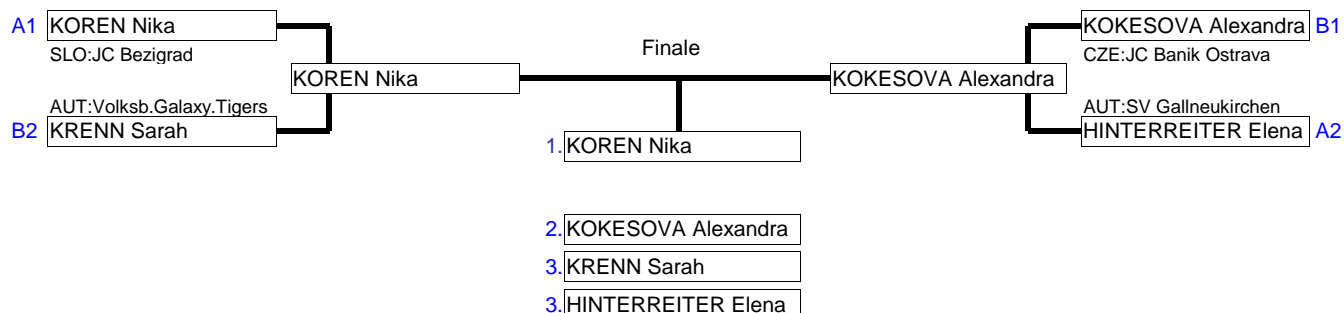 A1 KOREN Nika
SLO:JC Bezigrad
KOREN Nika
AUT:Volksb.Galaxy.Tigers
B2 KRENN Sarah
Finale
KOKESOVA Alexandra B1
CZE:JC Banik Ostrava
KOKESOVA Alexandra
AUT:SV Gallneukirchen
HINTERREITER Elena A2
1. KOREN Nika
2. KOKESOVA Alexandra
3. KRENN Sarah
3. HINTERREITER Elena